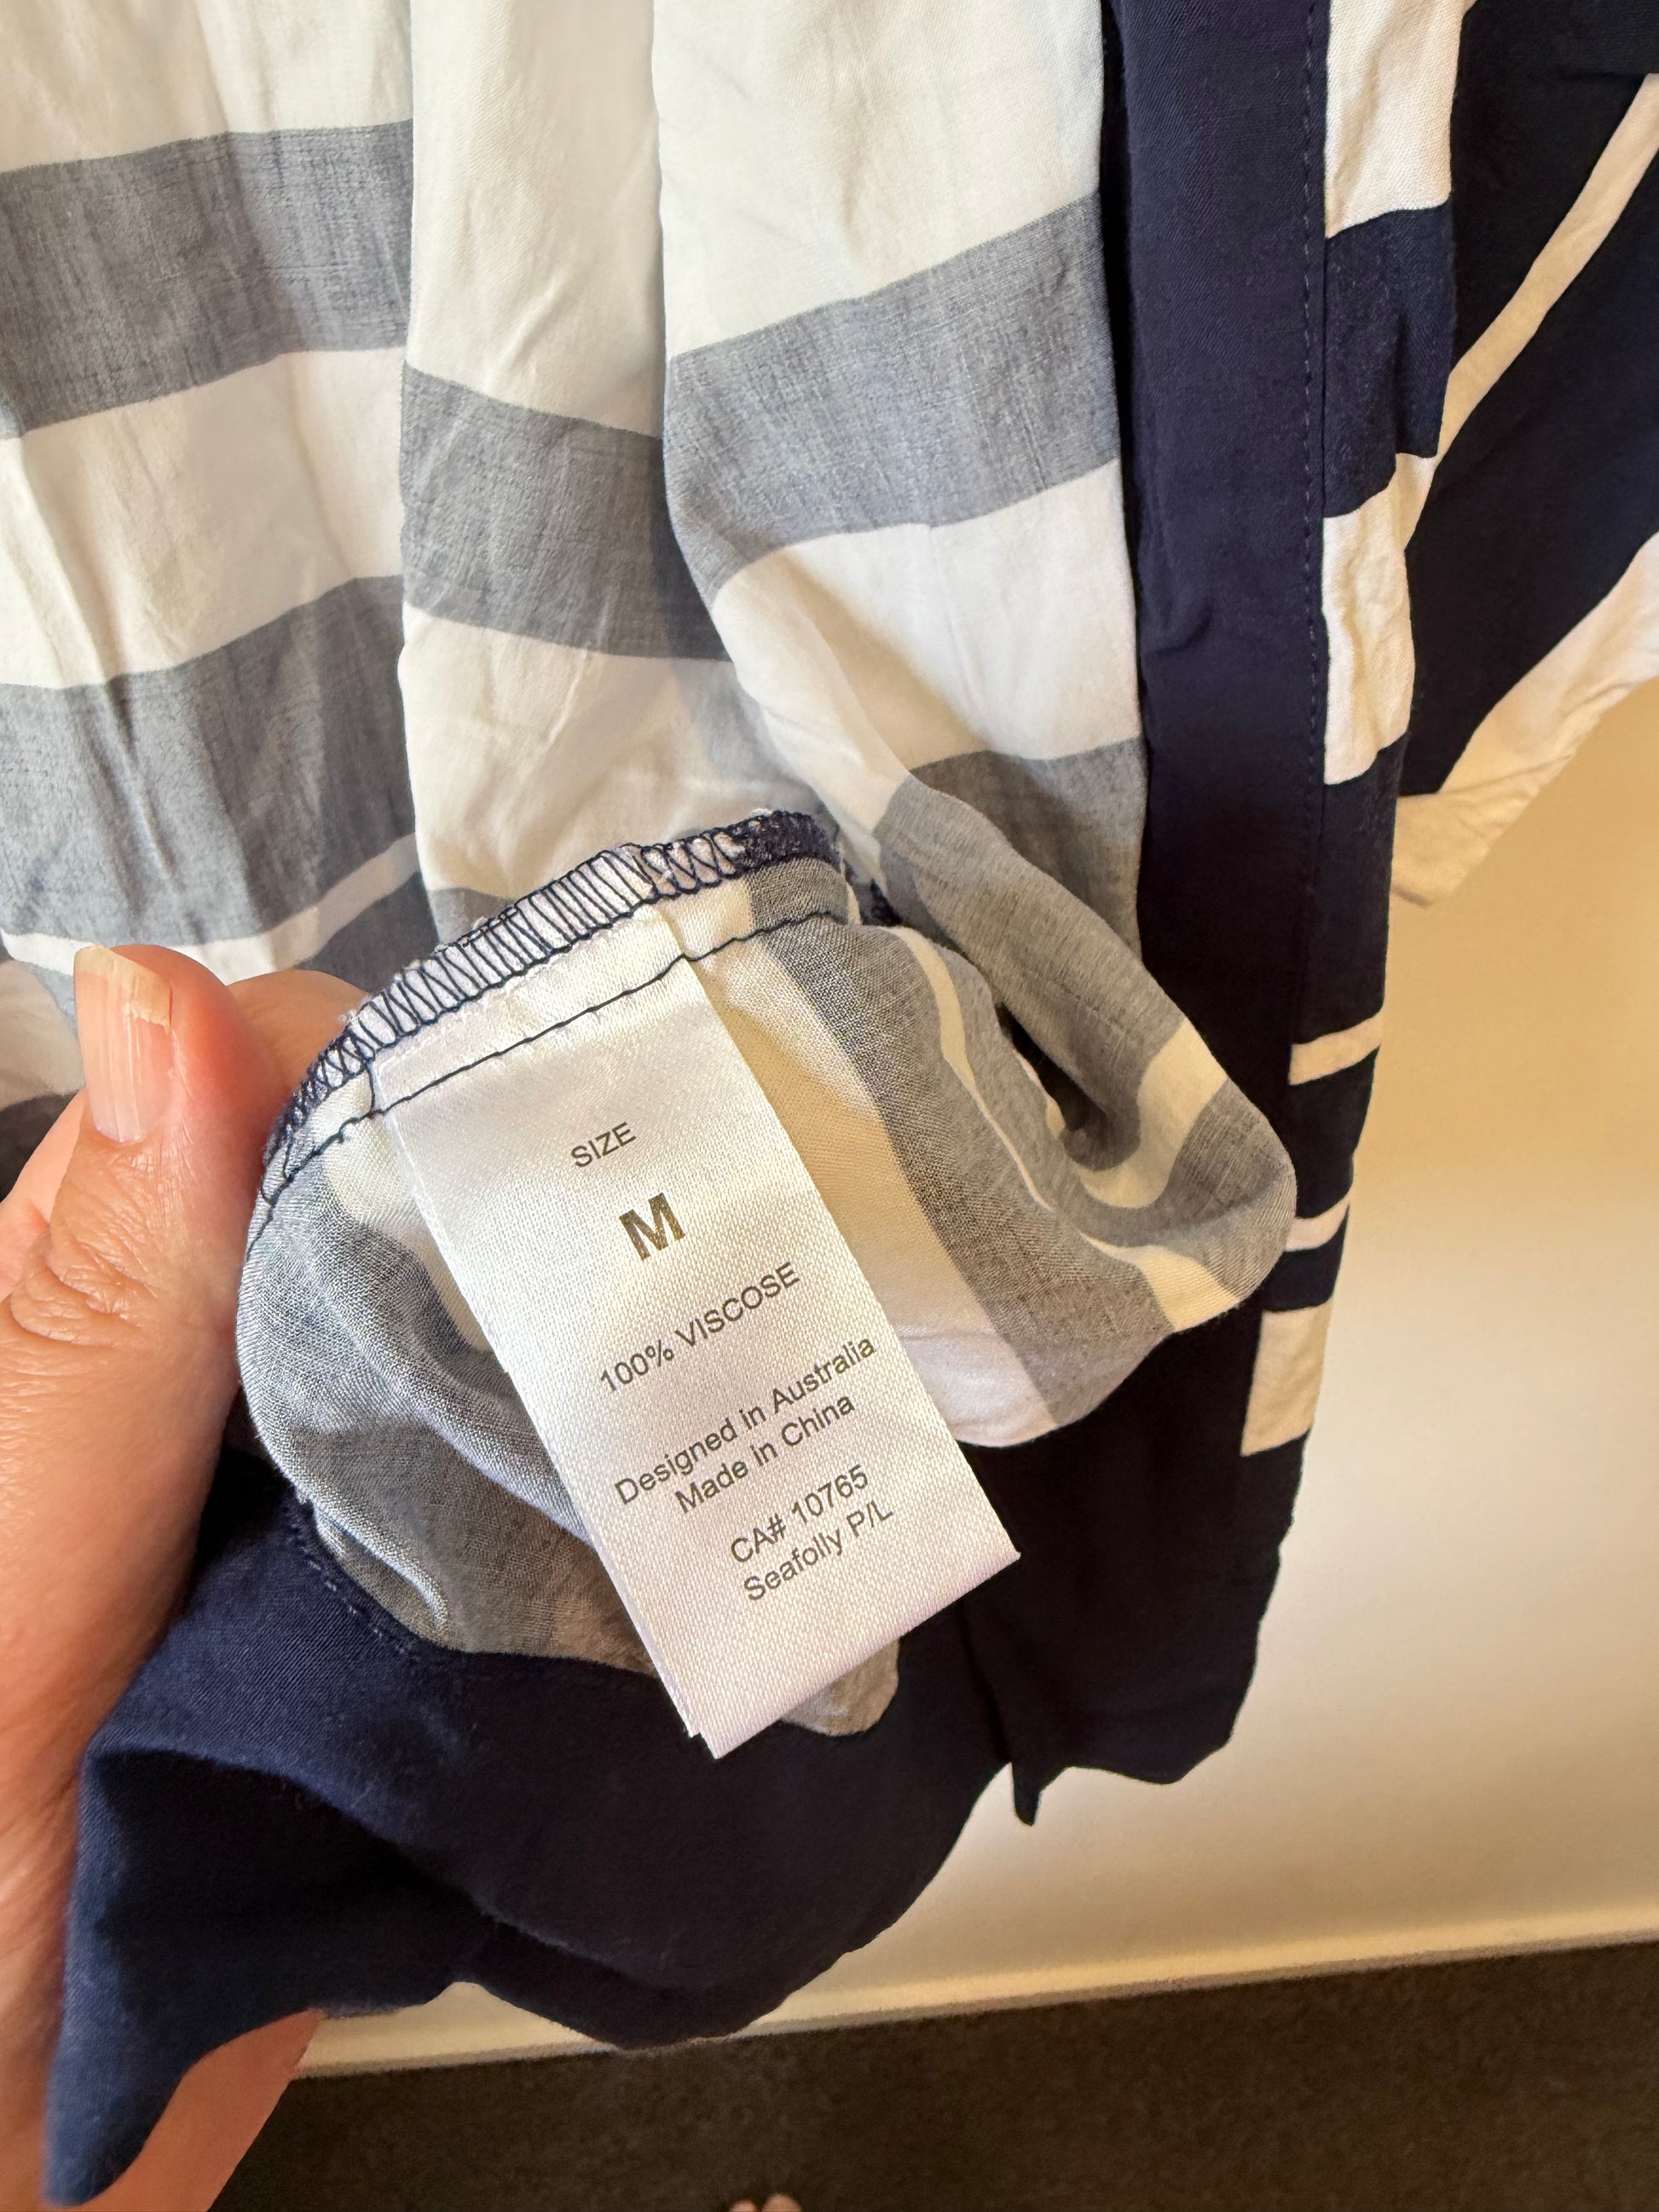 SIZE
M
100% VISCOSE
Designed in Australia
Made in China
CA# 10765
Seafolly P/L